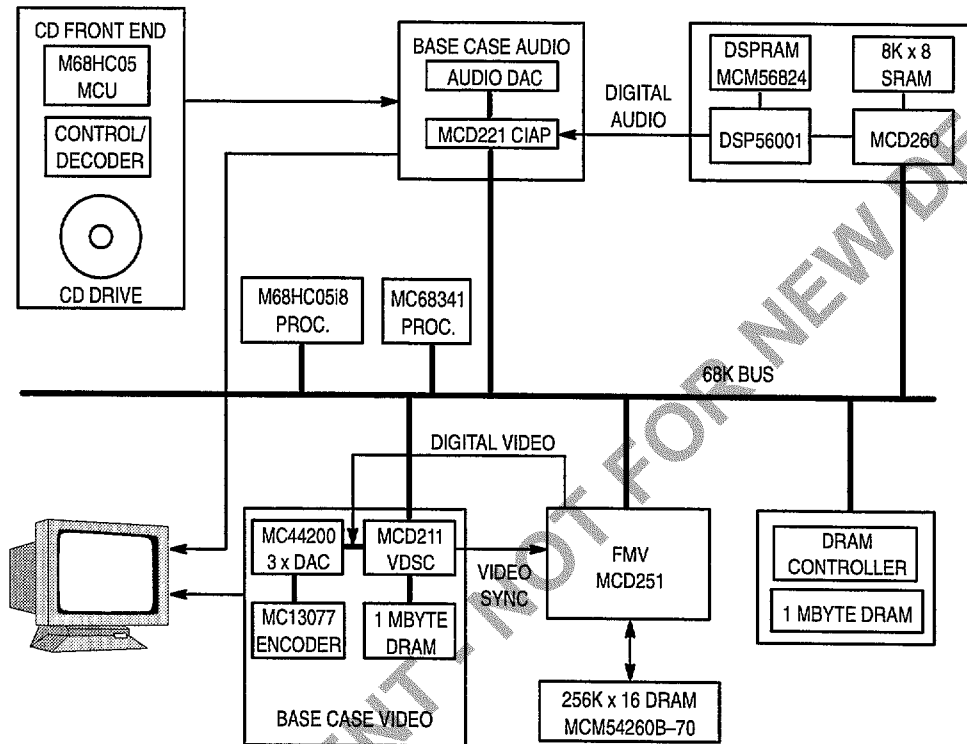 CD FRONT END
M68HC05
MCU
CONTROL/
DECODER
CD DRIVE
BASE CASE AUDIO
AUDIO DAC
MCD221 CIAP
DIGITAL
AUDIO
DSPRAM
MCM56824
8K x 8
SRAM
DSP56001
MCD260
M68HC05i8
PROC.
MC68341
PROC.
68K BUS
DIGITAL VIDEO
MC44200
3 x DAC
MCD211
VDSC
VIDEO
SYNC
FMV
MCD251
DRAM
CONTROLLER
1 MBYTE DRAM
MC13077
ENCODER
1 MBYTE
DRAM
BASE CASE VIDEO
256K x 16 DRAM
MCM54260B–70
NOT FOR NEW